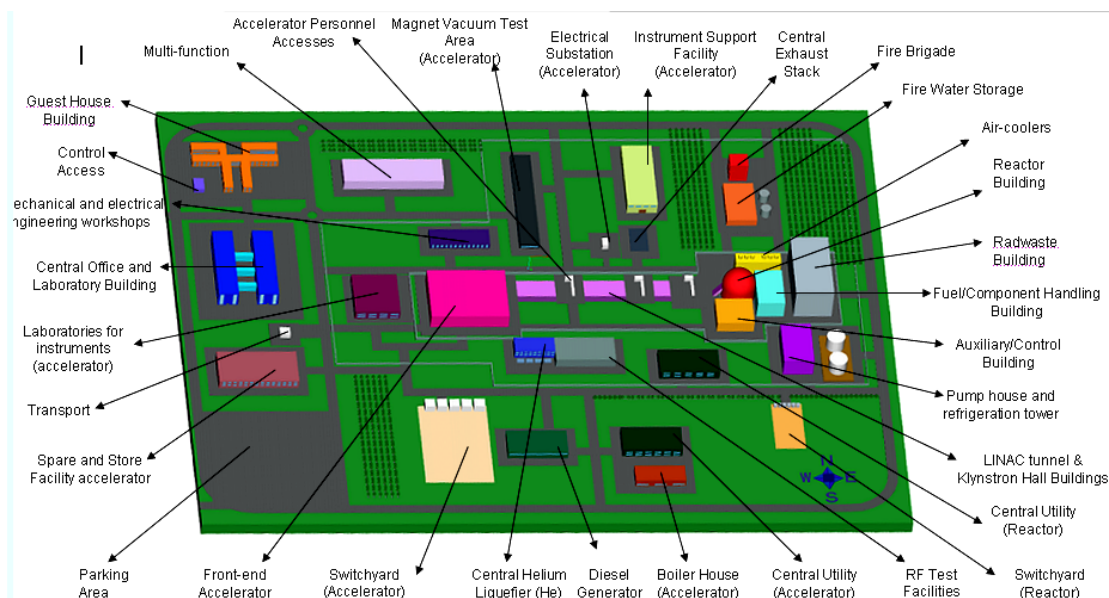 Accelerator Personnel
Accesses
Magnet Vacuum Test
Area
(Accelerator)
Electrical
Substation
(Accelerator)
Instrument Support
Facility
(Accelerator)
Central
Exhaust
Stack
Multi-function
Fire Brigade
Fire Water Storage
Guest House
Building
Air-coolers
Control
Access
Reactor
Building
Mechanical and electrical
engineering workshops
Radwaste
Building
Central Office and
Laboratory Building
Fuel/Component Handling
Building
Laboratories for
instruments
(accelerator)
Auxiliary/Control
Building
Transport
Pump house and
refrigeration tower
Spare and Store
Facility accelerator
LINAC tunnel &
Klynstron Hall Buildings
N
W E
S
Central Utility
(Reactor)
Parking
Area
Front-end
Accelerator
Switchyard
(Accelerator)
Central Helium
Liquefier (He)
Diesel
Generator
Boiler House
(Accelerator)
Central Utility
(Accelerator)
RF Test
Facilities
Switchyard
(Reactor)